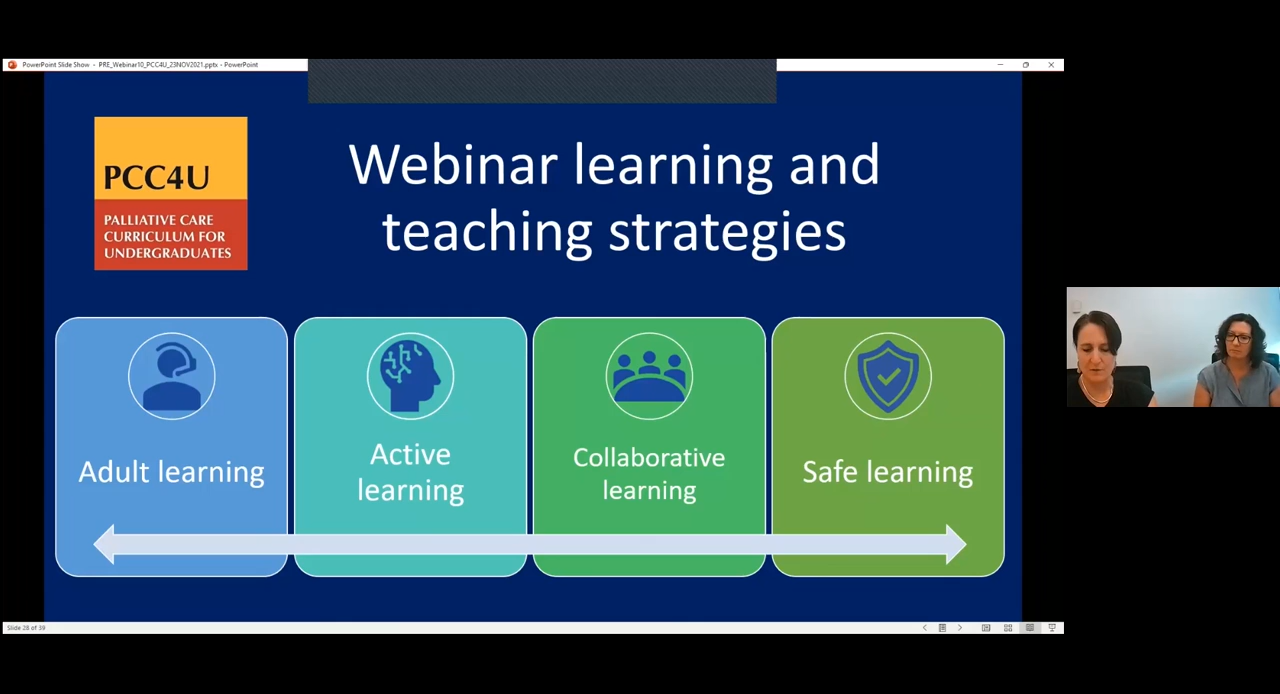 PowerPoint Slide Show - PRE_Webinar10_PCC4U_23NOV2021.pptx - PowerPoint
PCC4U
PALLIATIVE CARE
CURRICULUM FOR
UNDERGRADUATES
Webinar learning and
teaching strategies
Adult learning
Active
learning
Collaborative
learning
Safe learning
Slide 28 of 39